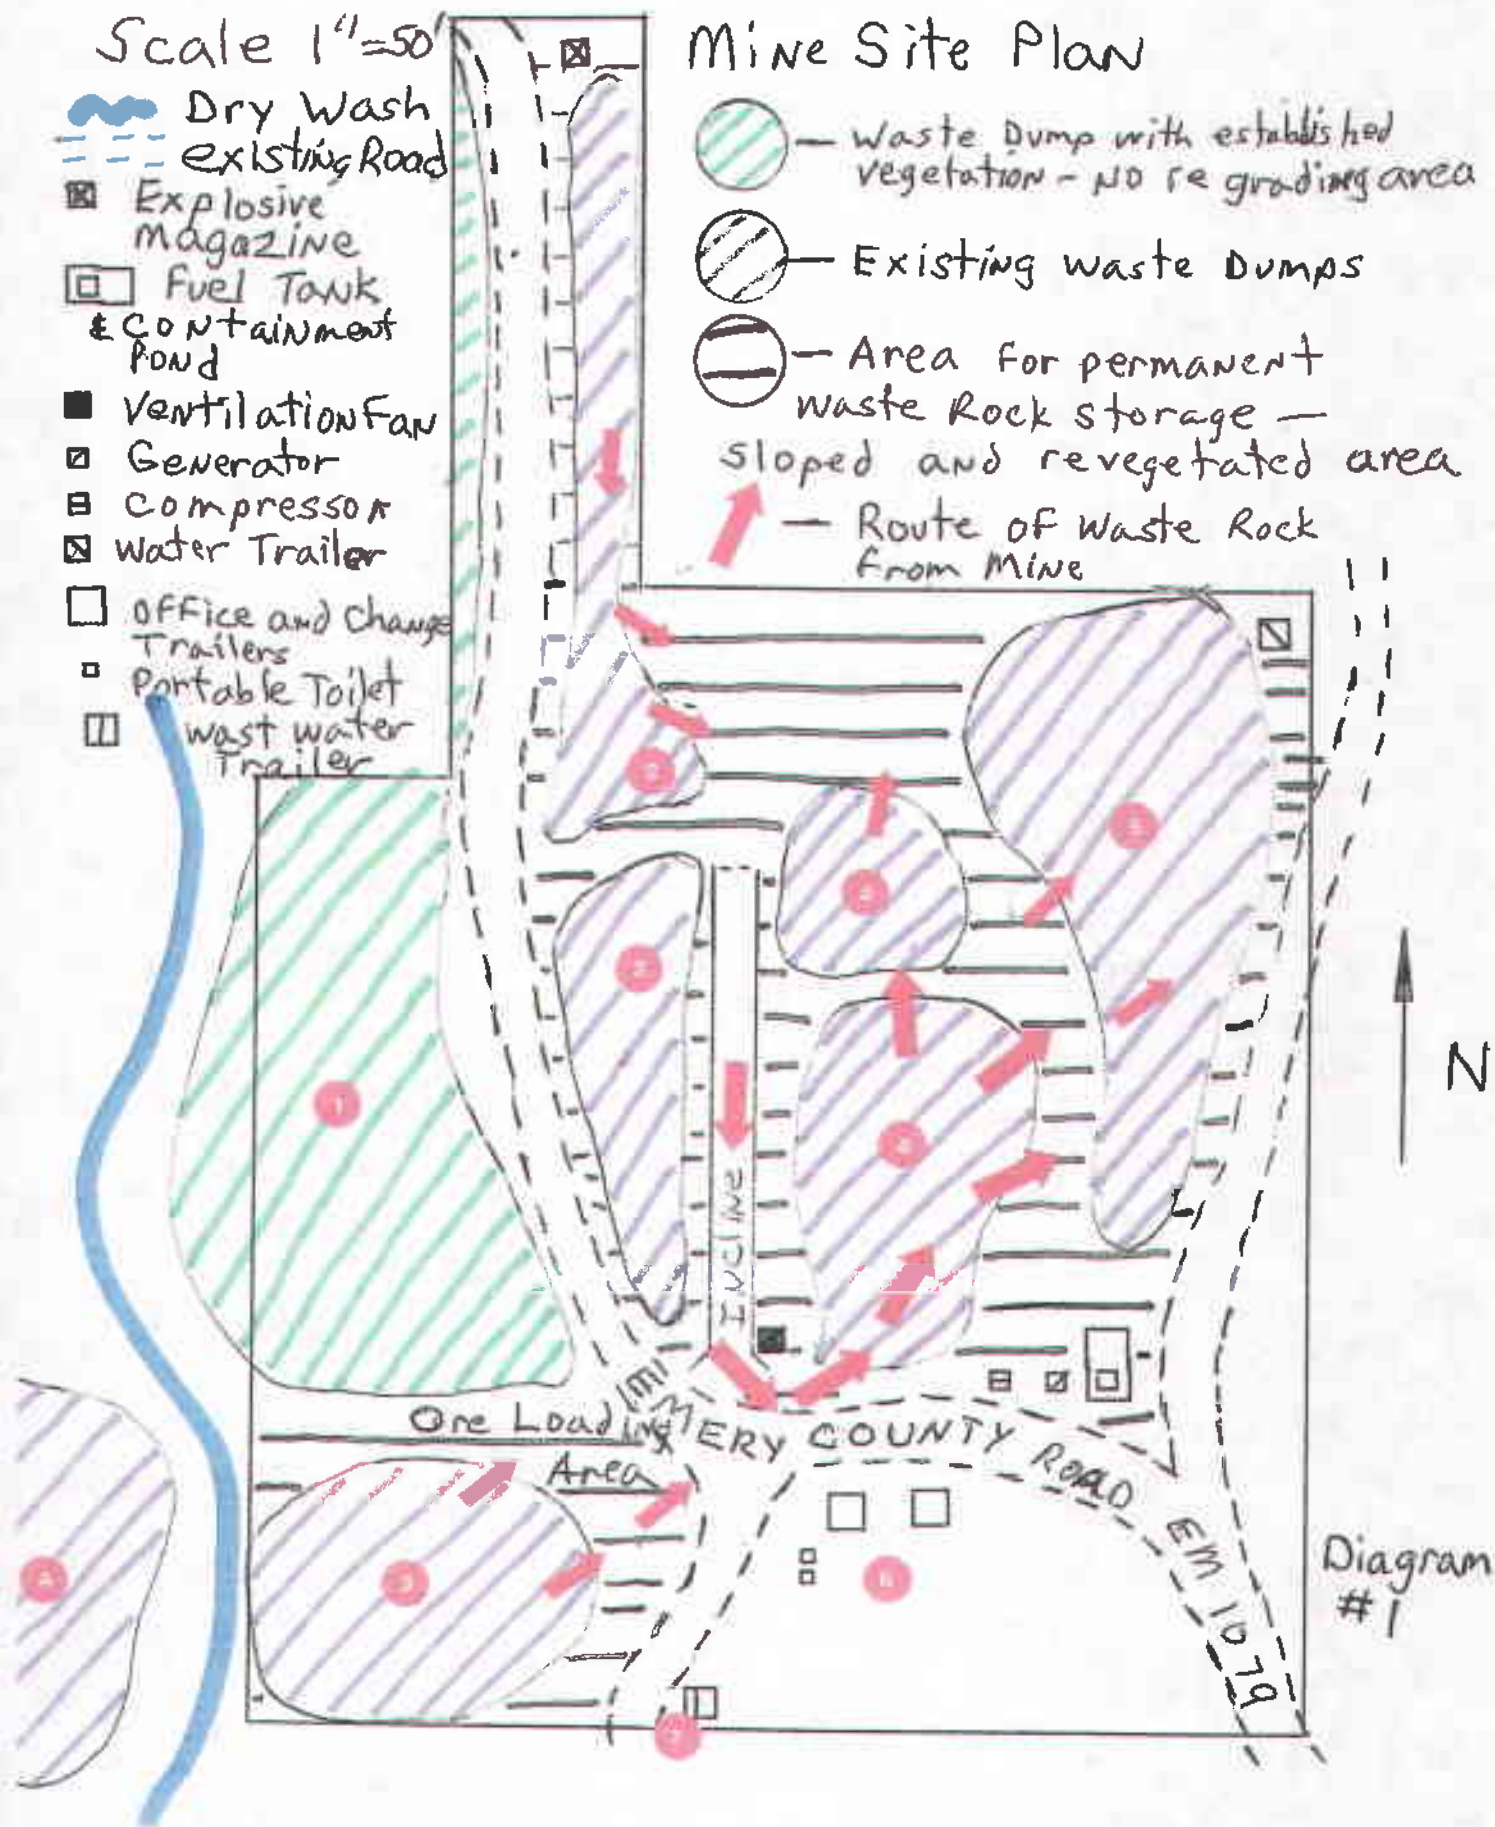 Scale 1"=50'
Dry Wash
existing Road
Explosive
magazine
Fuel Tank
& Containment
Pond
Ventilation Fan
Generator
Compressor
Water Trailer
Office and Change
Trailers
Portable Toilet
Wast water
Trailer
Mine Site Plan
Waste Dump with established
vegetation - No re grading area
Existing Waste Dumps
Area for permanent
Waste Rock storage —
sloped and revegetated area
Route of Waste Rock
from Mine
N
1
2
Incline
Ore Loading
Area
EMERY COUNTY ROAD EM 1079
Diagram
#1